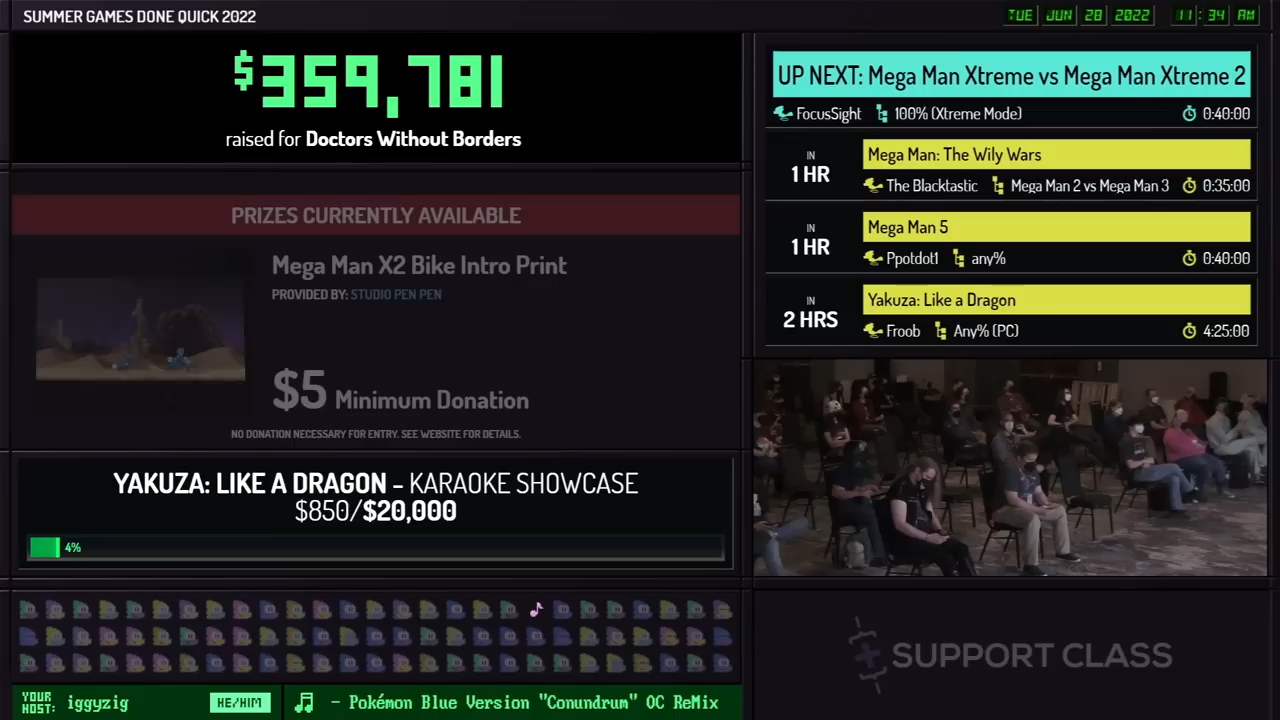 SUMMER GAMES DONE QUICK 2022
TUE JUN 28 2022 11:34 AM
$359,781
raised for Doctors Without Borders
PRIZES CURRENTLY AVAILABLE
Mega Man X2 Bike Intro Print
PROVIDED BY: STUDIO PEN PEN
$5 Minimum Donation
NO DONATION NECESSARY FOR ENTRY. SEE WEBSITE FOR DETAILS.
YAKUZA: LIKE A DRAGON - KARAOKE SHOWCASE
$850/$20,000
4%
YOUR HOST: iggyzig HE/HIM
- Pokémon Blue Version "Conundrum" OC ReMix
UP NEXT: Mega Man Xtreme vs Mega Man Xtreme 2
FocusSight 100% (Xtreme Mode) 0:40:00
IN 1 HR
Mega Man: The Wily Wars
The Blacktastic Mega Man 2 vs Mega Man 3 0:35:00
IN 1 HR
Mega Man 5
Ppotdot1 any% 0:40:00
IN 2 HRS
Yakuza: Like a Dragon
Froob Any% (PC) 4:25:00
SUPPORT CLASS